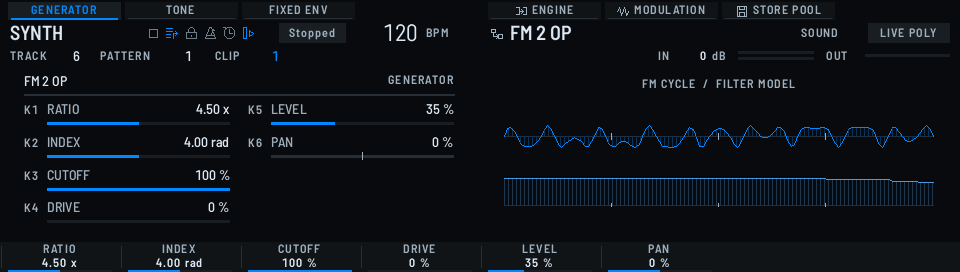 GENERATOR TONE FIXED ENV ENGINE MODULATION STORE POOL
SYNTH Stopped 120 BPM FM 2 OP SOUND LIVE POLY
TRACK 6 PATTERN 1 CLIP 1 IN 0 dB OUT
FM 2 OP GENERATOR FM CYCLE / FILTER MODEL
K1 RATIO 4.50 x K5 LEVEL 35 %
K2 INDEX 4.00 rad K6 PAN 0 %
K3 CUTOFF 100 %
K4 DRIVE 0 %
RATIO INDEX CUTOFF DRIVE LEVEL PAN
4.50 x 4.00 rad 100 % 0 % 35 % 0 %